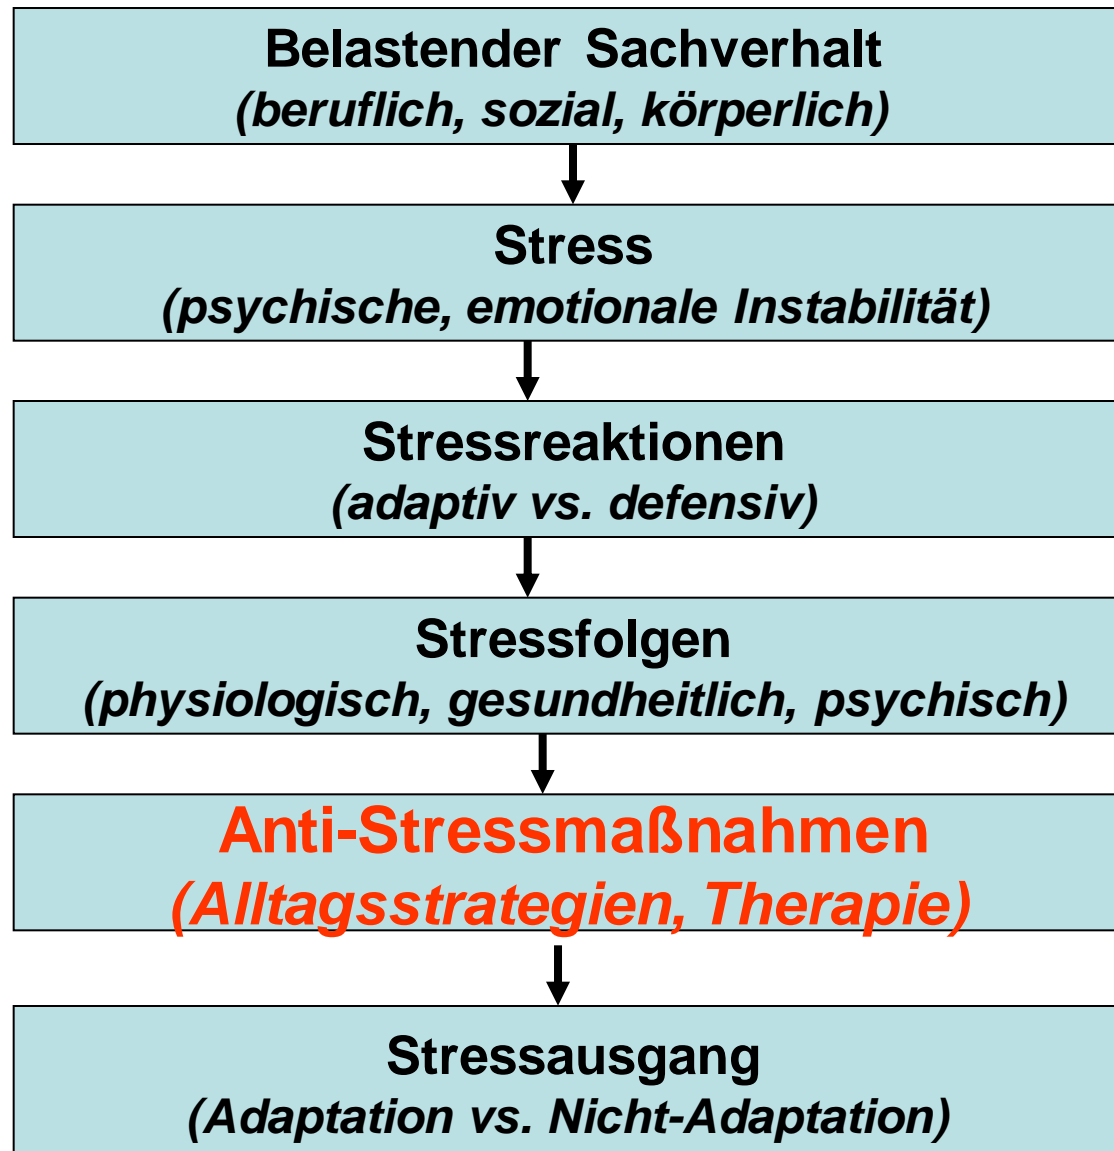 Belastender Sachverhalt
(beruflich, sozial, körperlich)
Stress
(psychische, emotionale Instabilität)
Stressreaktionen
(adaptiv vs. defensiv)
Stressfolgen
(physiologisch, gesundheitlich, psychisch)
Anti-Stressmaßnahmen
(Alltagsstrategien, Therapie)
Stressausgang
(Adaptation vs. Nicht-Adaptation)